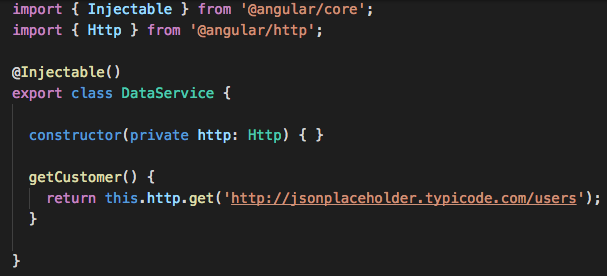 import { Injectable } from '@angular/core';
import { Http } from '@angular/http';
@Injectable()
export class DataService {
constructor(private http: Http) { }
getCustomer() {
return this.http.get('http://jsonplaceholder.typicode.com/users');
}
}